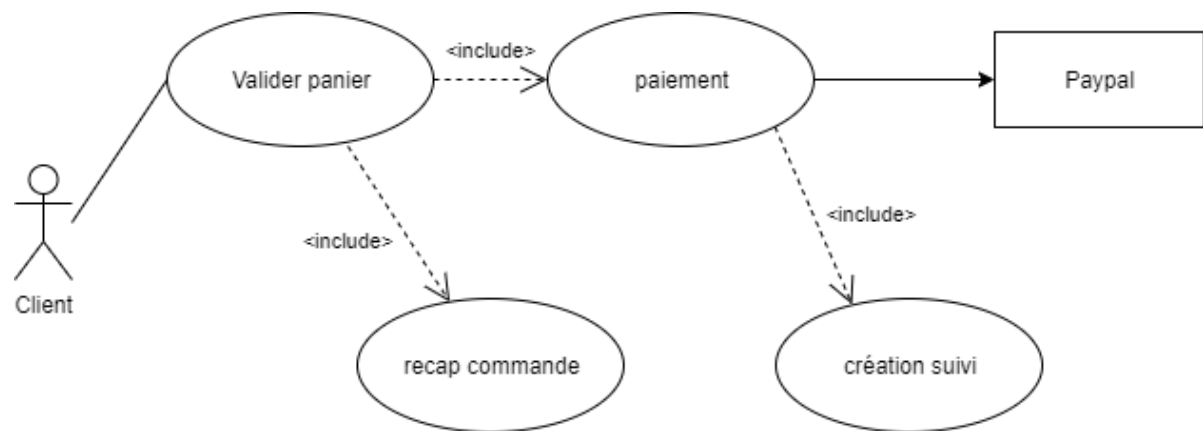 <include>
Valider panier
paiement
Paypal
<include>
<include>
Client
recap commande
création suivi